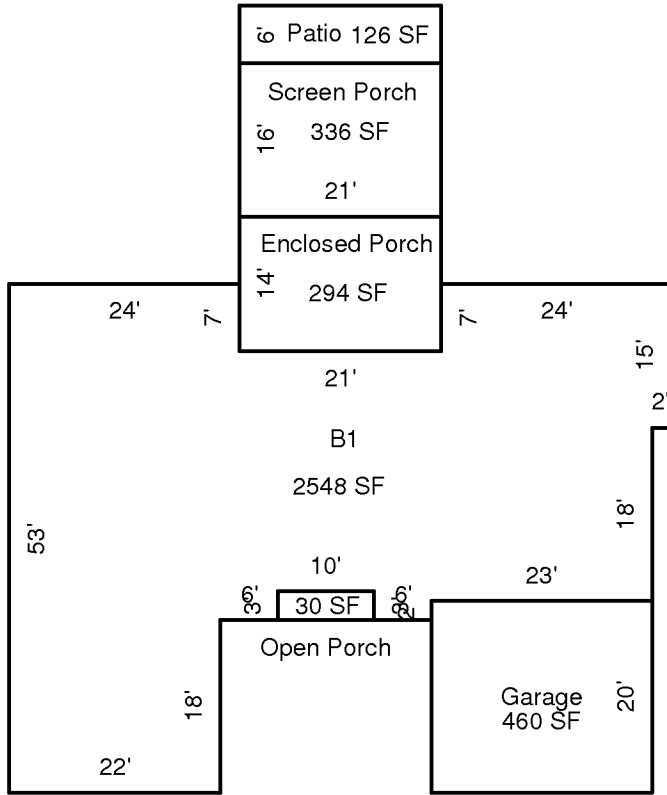 6' Patio 126 SF
Screen Porch
16' 336 SF
21'
Enclosed Porch
14' 294 SF
24' 7' 7' 24'
15'
21'
2'
B1
2548 SF
18'
53'
10' 23'
6' 3' 30 SF 6' 3' 2'
Open Porch
18' Garage 20'
460 SF
22'